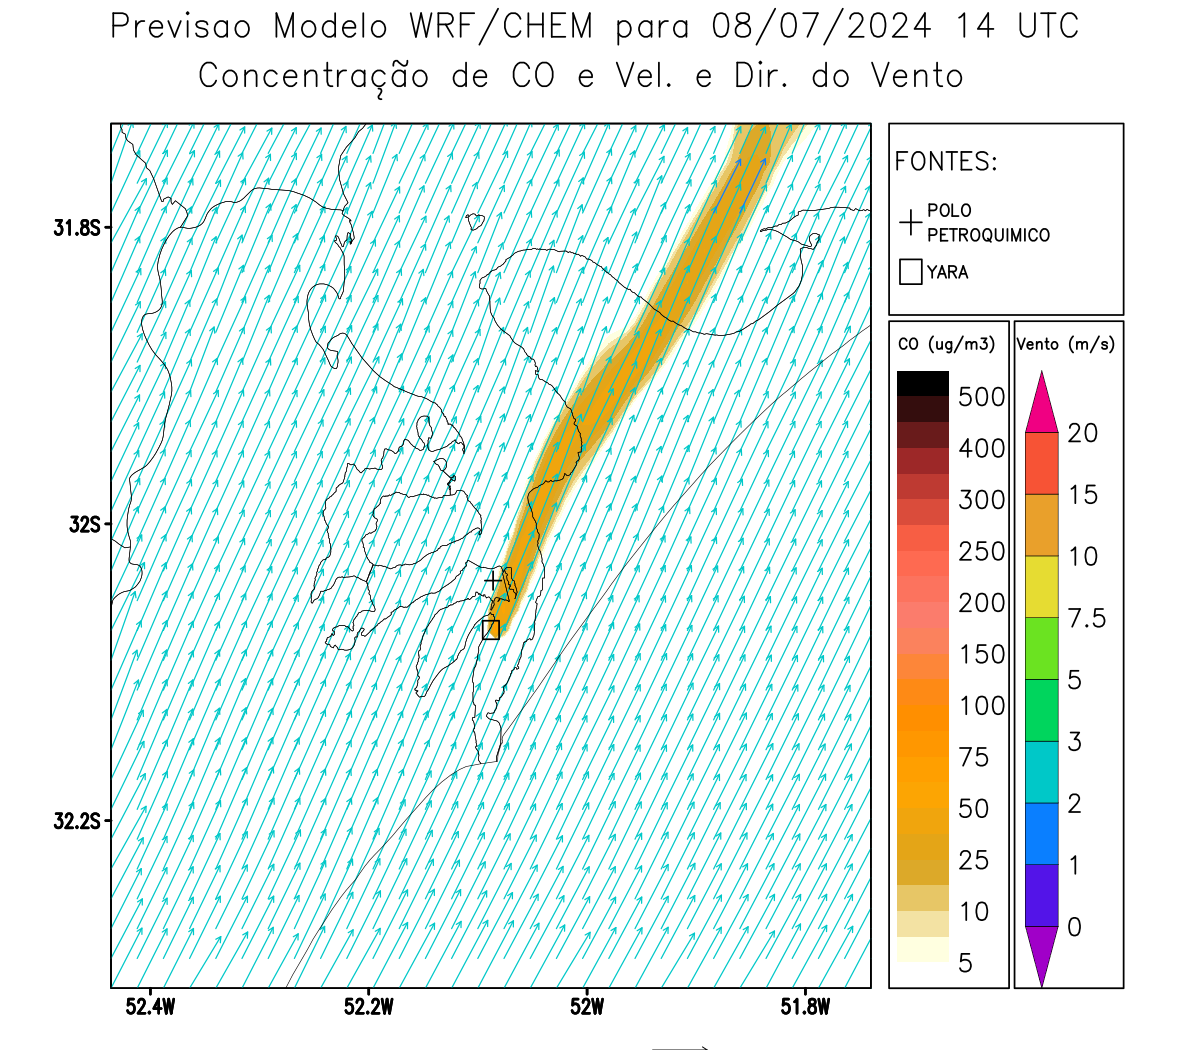 Previsao Modelo WRF/CHEM para 08/07/2024 14 UTC
Concentração de CO e Vel. e Dir. do Vento
FONTES:
POLO
PETROQUIMICO
YARA
31.8S
32S
32.2S
52.4W
52.2W
52W
51.8W
CO (ug/m3)
500
400
300
250
200
150
100
75
50
25
10
5
Vento (m/s)
20
15
10
7.5
5
3
2
1
0